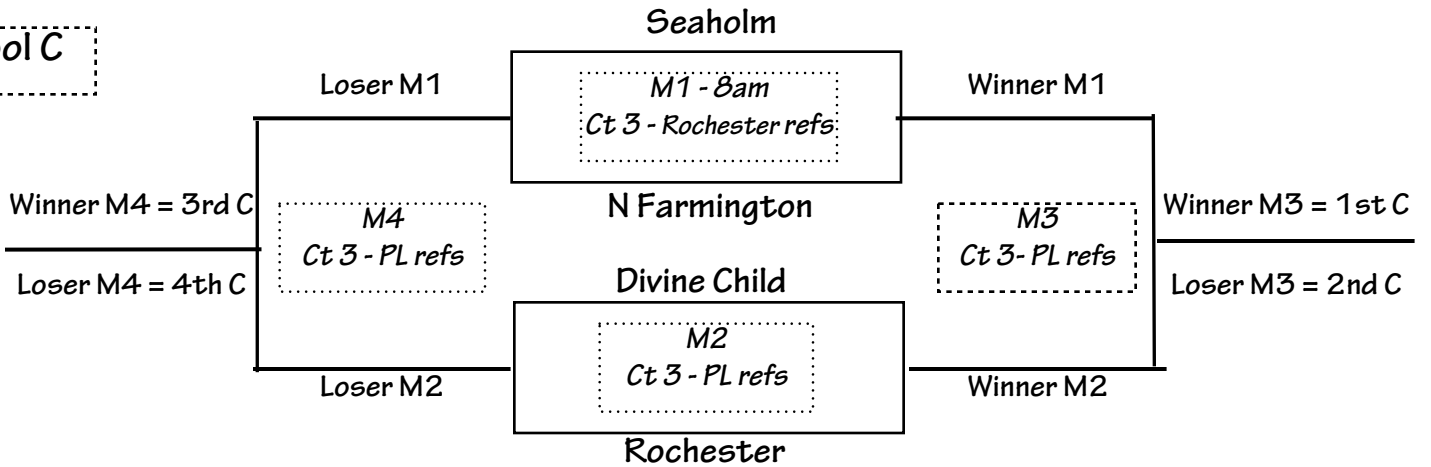 Seaholm
ol C
Loser M1
M1 - 8am
Winner M1
Ct 3 - Rochester refs
Winner M4 = 3rd C
N Farmington
Winner M3 = 1st C
M4
M3
Ct 3 - PL refs
Ct 3- PL refs
Loser M4 = 4th C
Divine Child
Loser M3 = 2nd C
M2
Ct 3 - PL refs
Loser M2
Winner M2
Rochester